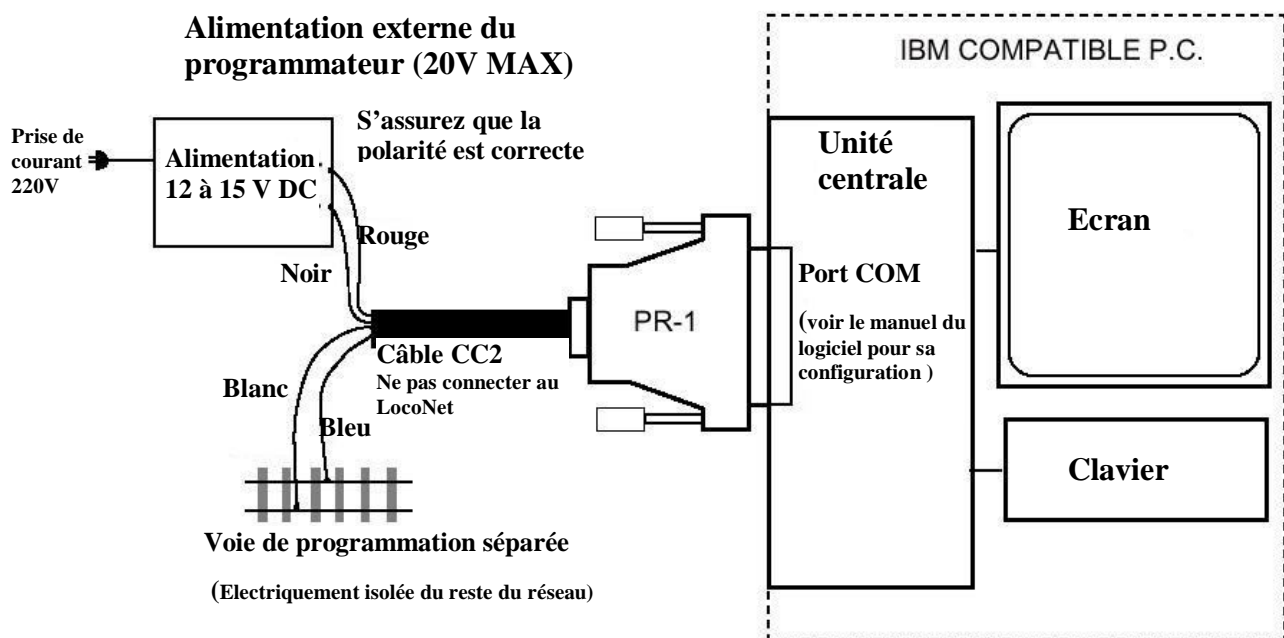 Alimentation externe du
programmateur (20V MAX)
IBM COMPATIBLE P.C.
Prise de
courant
220V
Alimentation
12 à 15 V DC
S'assurez que la
polarité est correcte
Rouge
Noir
Unité
centrale
Ecran
PR-1
Port COM
(voir le manuel du
logiciel pour sa
configuration )
Câble CC2
Ne pas connecter au
LocoNet
Blanc
Bleu
Clavier
Voie de programmation séparée
(Electriquement isolée du reste du réseau)